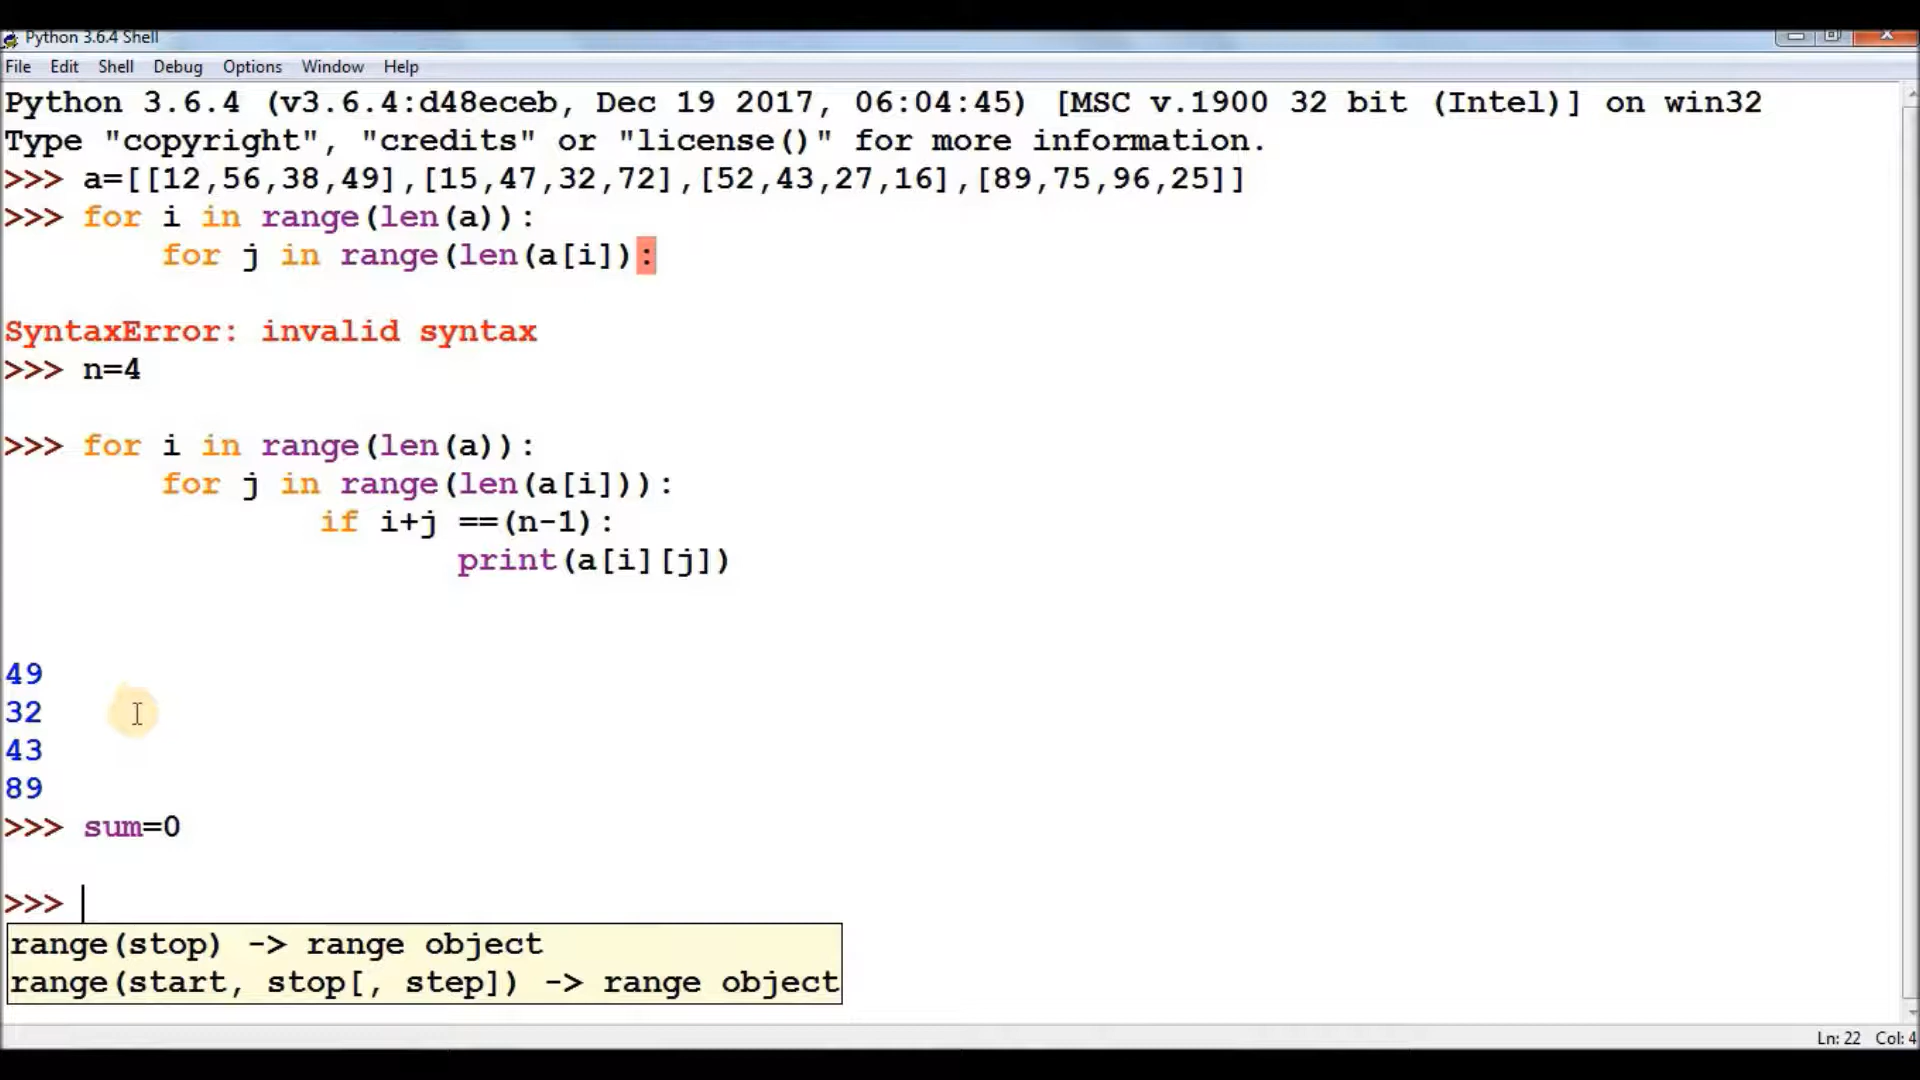 Python 3.6.4 Shell
File Edit Shell Debug Options Window Help
Python 3.6.4 (v3.6.4:d48eceb, Dec 19 2017, 06:04:45) [MSC v.1900 32 bit (Intel)] on win32
Type "copyright", "credits" or "license()" for more information.
>>> a=[[12,56,38,49],[15,47,32,72],[52,43,27,16],[89,75,96,25]]
>>> for i in range(len(a)):
        for j in range(len(a[i]):
SyntaxError: invalid syntax
>>> n=4
>>> for i in range(len(a)):
        for j in range(len(a[i])):
                if i+j ==(n-1):
                       print(a[i][j])
49
32
43
89
>>> sum=0
>>>
range(stop) -> range object
range(start, stop[, step]) -> range object
Ln: 22 Col: 4